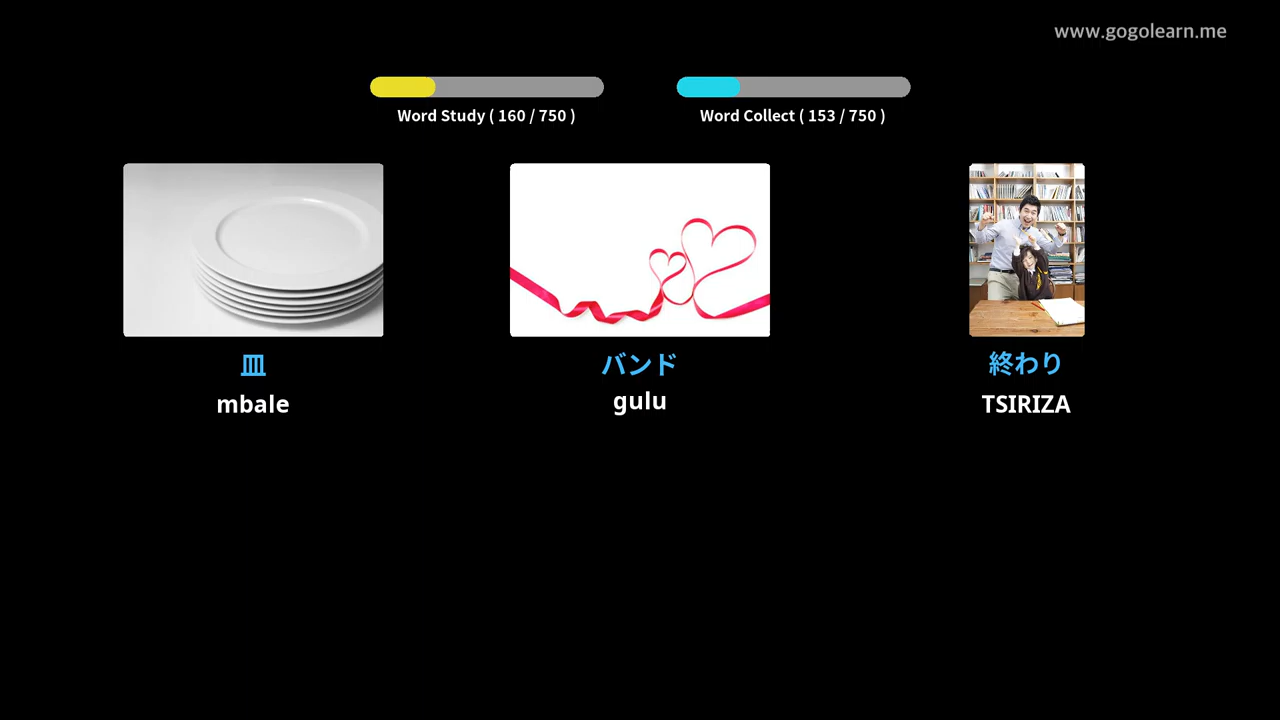 www.gogolearn.me
Word Study ( 160 / 750 )
Word Collect ( 153 / 750 )
皿
mbale
バンド
gulu
終わり
TSIRIZA